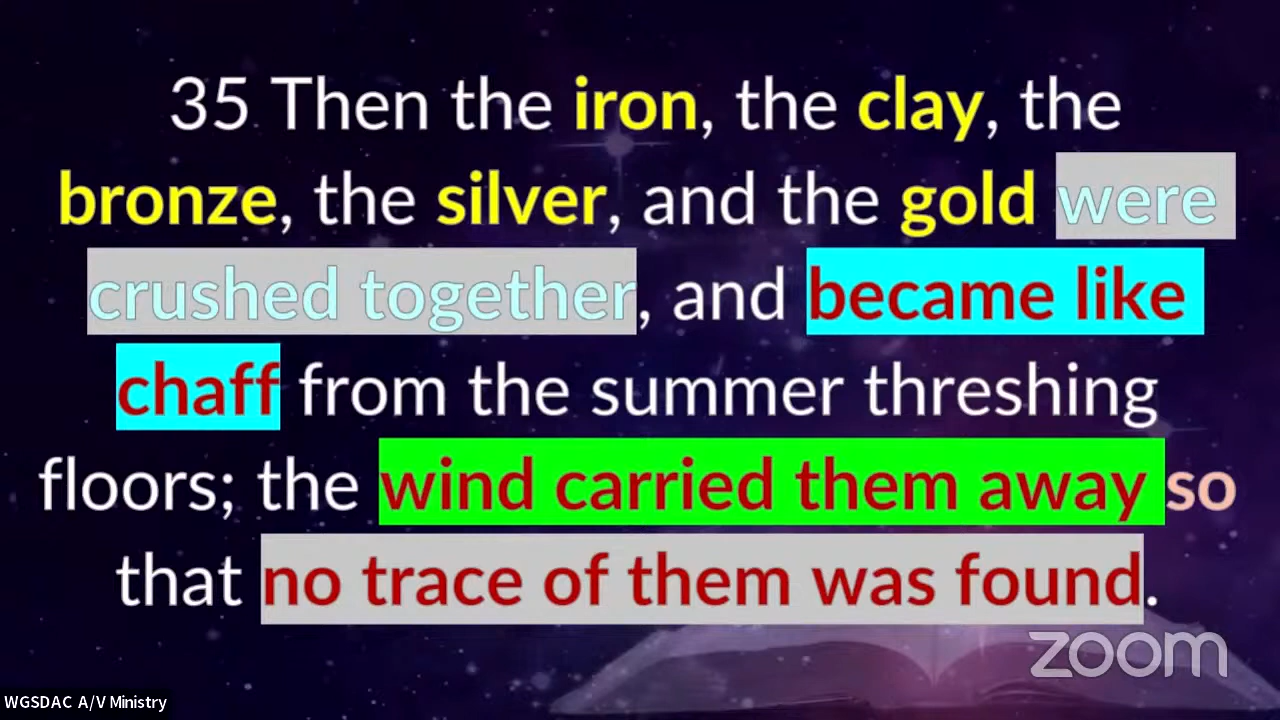 35 Then the iron, the clay, the
bronze, the silver, and the gold were
crushed together, and became like
chaff from the summer threshing
floors; the wind carried them away so
that no trace of them was found.
zoom
WGSDAC A/V Ministry